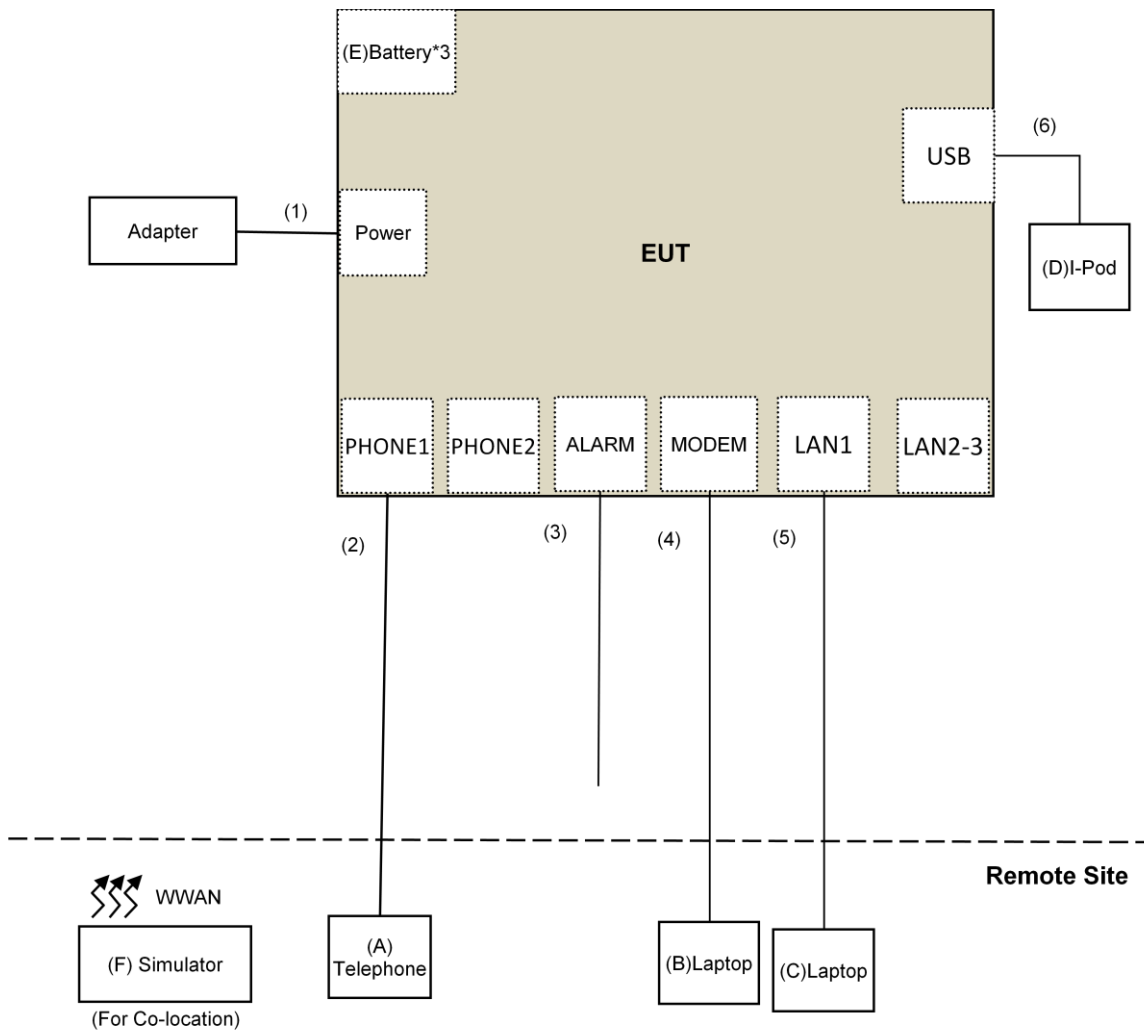 (E)Battery*3
USB
(6)
Adapter
(1)
Power
EUT
(D)I-Pod
PHONE1
PHONE2
ALARM
MODEM
LAN1
LAN2-3
(2)
(3)
(4)
(5)
Remote Site
WWAN
(F) Simulator
(For Co-location)
(A)
Telephone
(B)Laptop
(C)Laptop